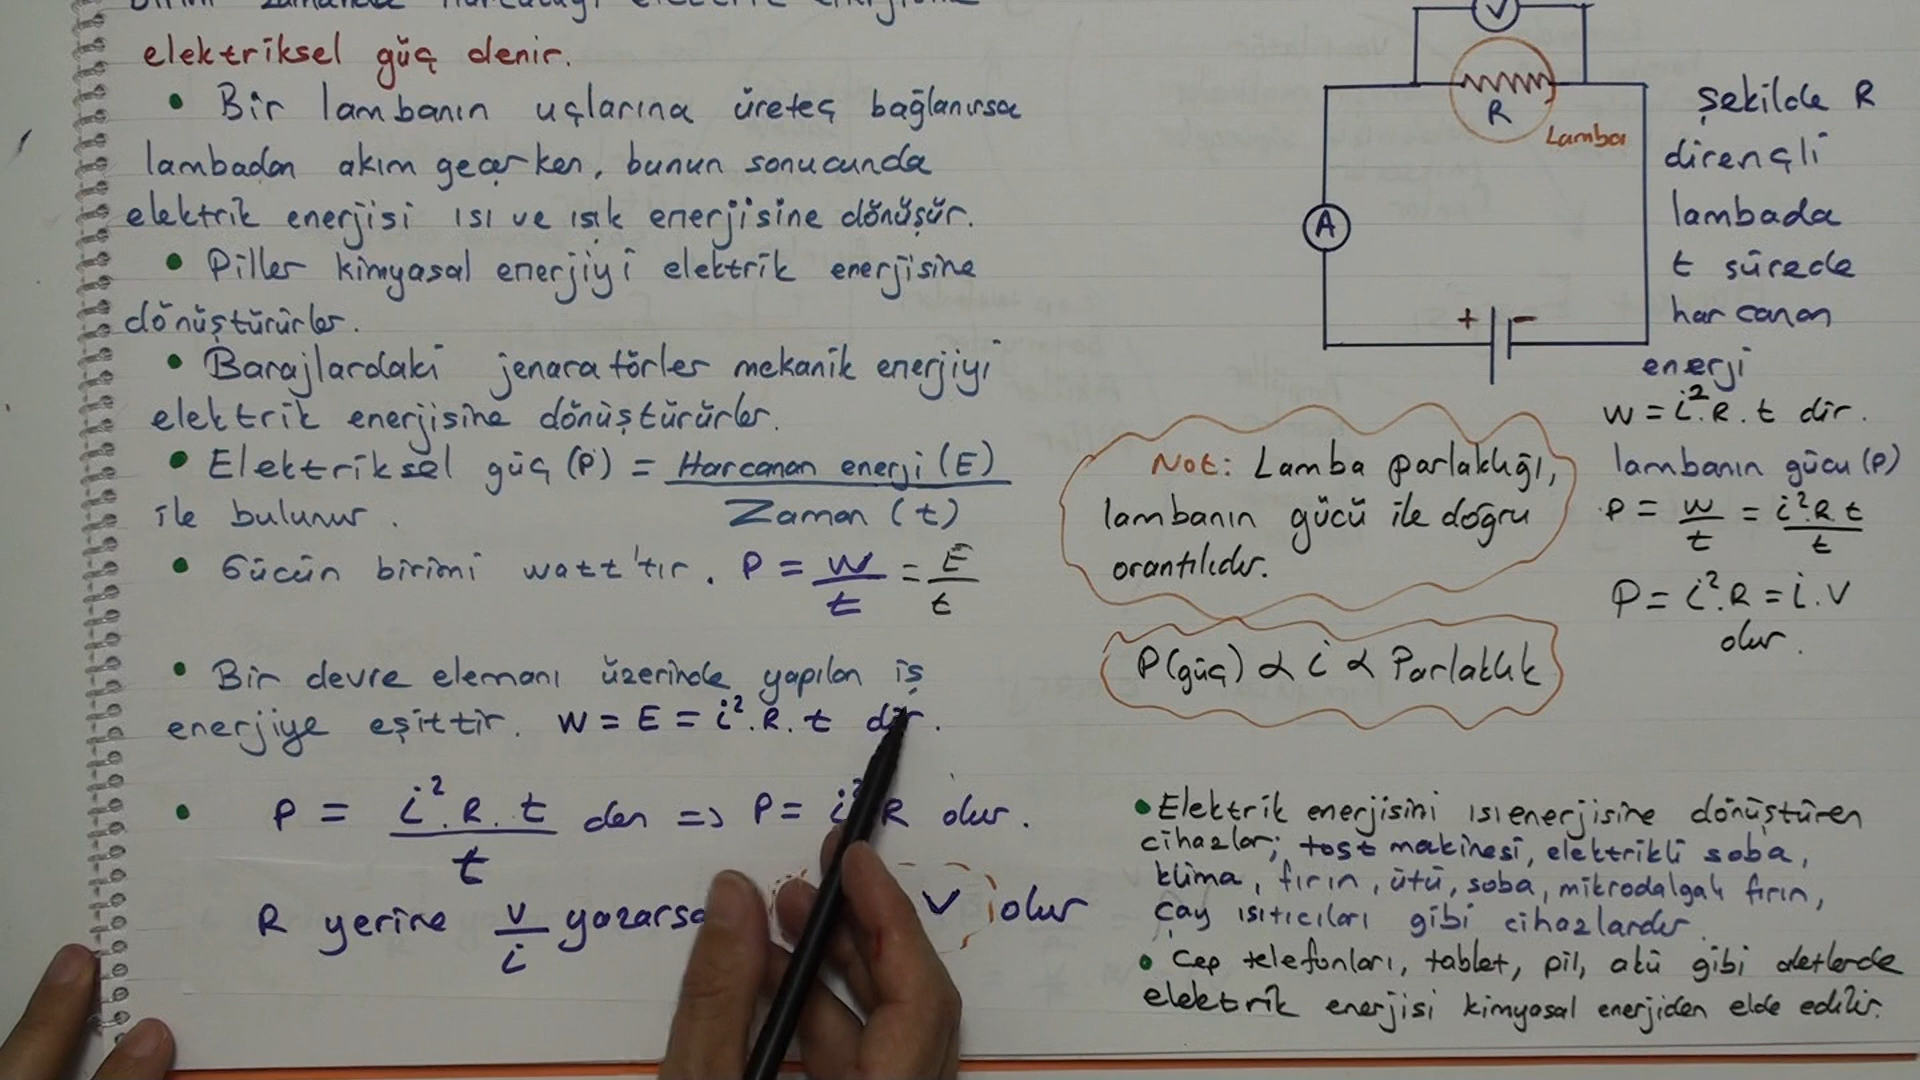 elektriksel güç denir.
• Bir lambanın uçlarına üreteç bağlanırsa
lambadan akım geçerken, bunun sonucunda
elektrik enerjisi ısı ve ışık enerjisine dönüşür.
• Piller kimyasal enerjiyi elektrik enerjisine
dönüştürürler.
• Barajlardaki jenaratörler mekanik enerjiyi
elektrik enerjisine dönüştürürler.
• Elektriksel güç (P) = Harcanan enerji (E)
Zaman (t)
ile bulunur.
• Gücün birimi watt'tır. P = W/t = E/t
• Bir devre elemanı üzerinde yapılan iş
enerjiye eşittir. W = E = i².R.t dir.
• P = i².R.t/t den => P = i² R olur.
R yerine V/i yazarsa V olur
V
R
Lamba
A
+ -
şekilde R
dirençli
lambada
t sürede
harcanan
enerji
W = i².R.t dir.
lambanın gücü (P)
P = W/t = i².R t/t
P = i².R = i.V
olur.
Not: Lamba parlaklığı,
lambanın gücü ile doğru
orantılıdır.
P(güç) α i α Parlaklık
• Elektrik enerjisini ısı enerjisine dönüştüren
cihazlar; tost makinesi, elektrikli soba,
klima, fırın, ütü, soba, mikrodalgalı fırın,
çay ısıtıcıları gibi cihazlardır.
• Cep telefonları, tablet, pil, akü gibi aletlerde
elektrik enerjisi kimyasal enerjiden elde edilir.